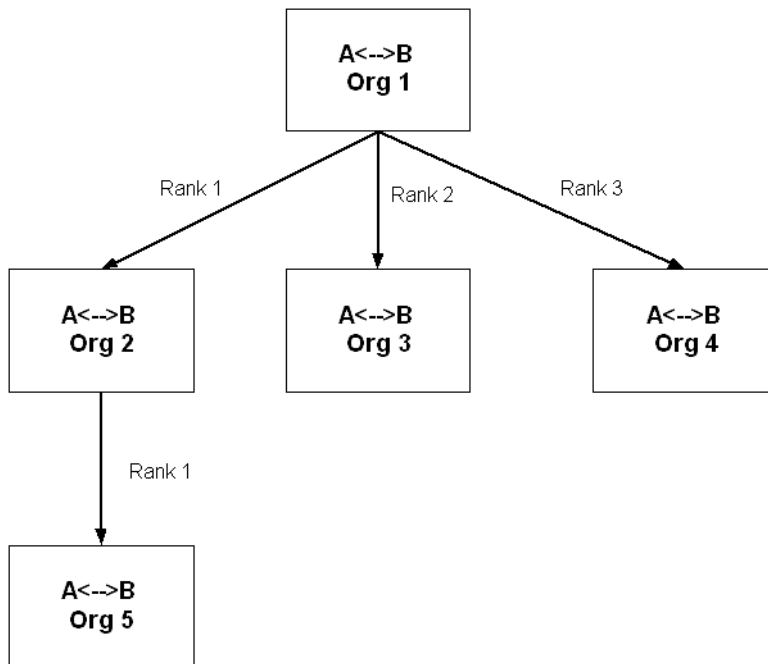 A<-->B
Org 1
Rank 1
Rank 2
Rank 3
A<-->B
Org 2
A<-->B
Org 3
A<-->B
Org 4
Rank 1
A<-->B
Org 5